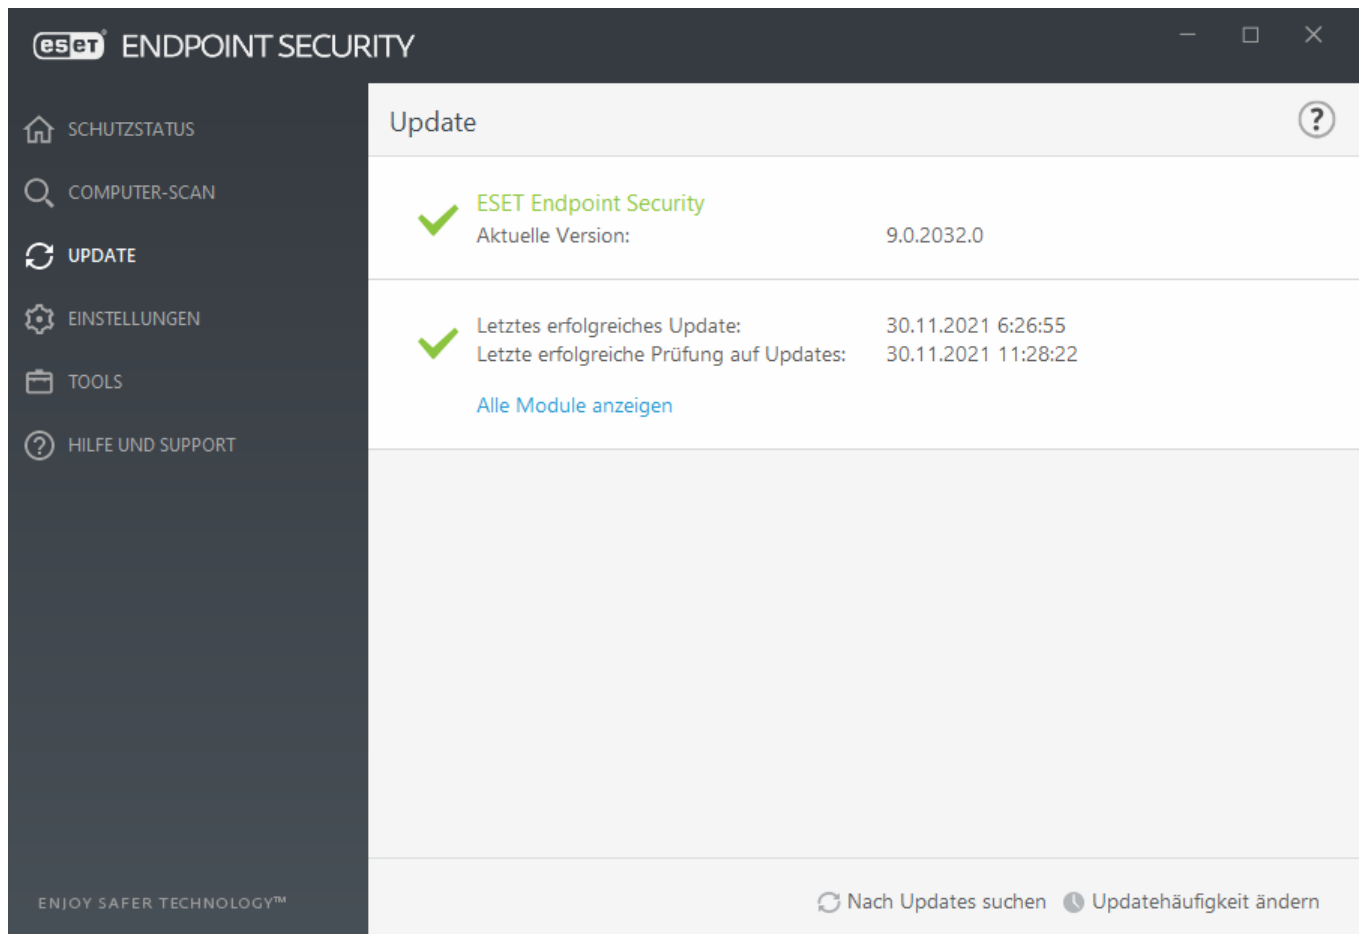 eset ENDPOINT SECURITY
SCHUTZSTATUS
COMPUTER-SCAN
UPDATE
EINSTELLUNGEN
TOOLS
HILFE UND SUPPORT
ENJOY SAFER TECHNOLOGY™
Update
ESET Endpoint Security
Aktuelle Version: 9.0.2032.0
Letztes erfolgreiches Update: 30.11.2021 6:26:55
Letzte erfolgreiche Prüfung auf Updates: 30.11.2021 11:28:22
Alle Module anzeigen
Nach Updates suchen Updatehäufigkeit ändern